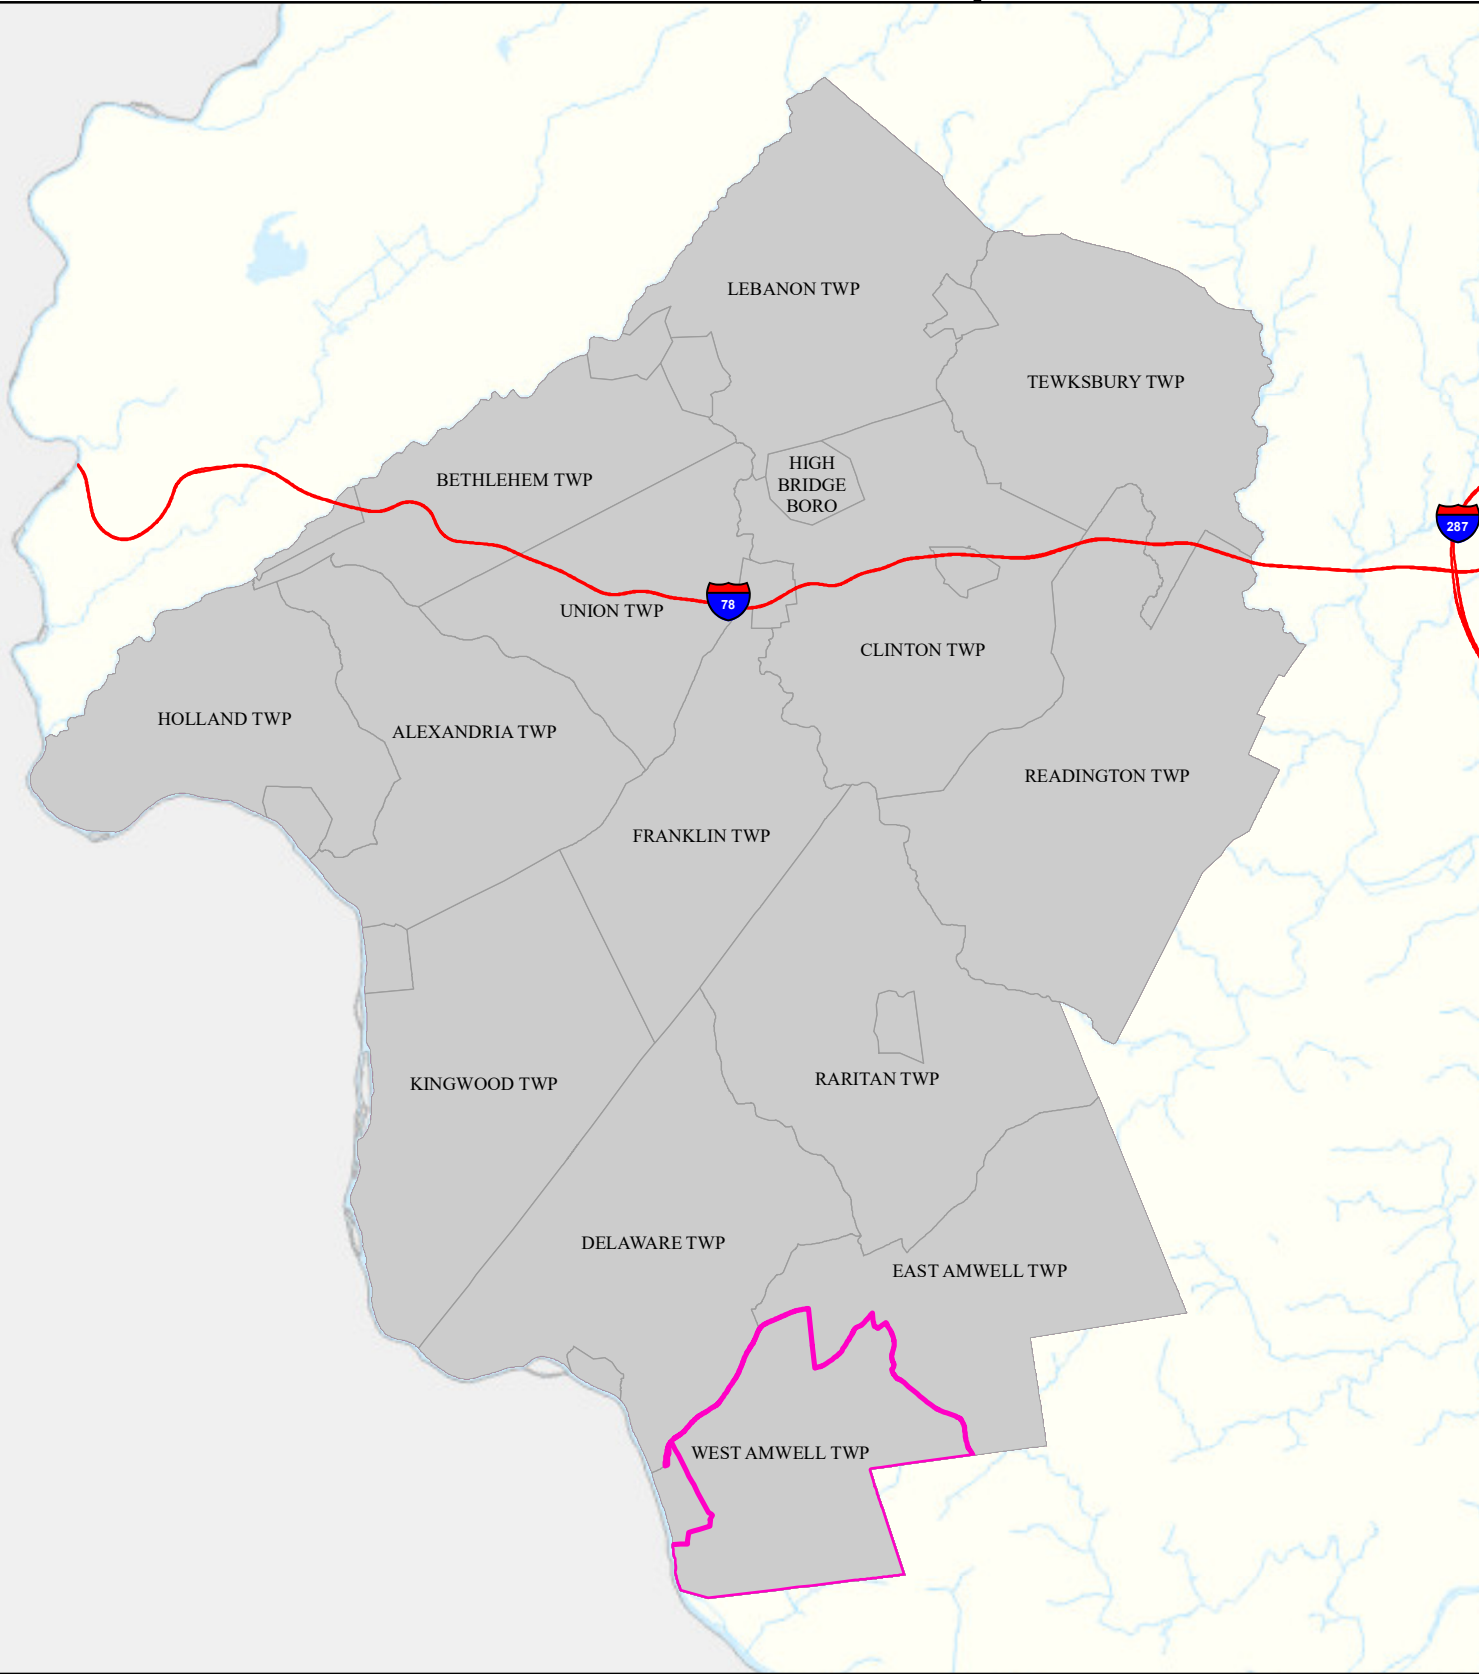 LEBANON TWP
TEWKSBURY TWP
HIGH
BRIDGE
BORO
BETHLEHEM TWP
287
78
UNION TWP
CLINTON TWP
HOLLAND TWP
ALEXANDRIA TWP
READINGTON TWP
FRANKLIN TWP
KINGWOOD TWP
RARITAN TWP
DELAWARE TWP
EAST AMWELL TWP
WEST AMWELL TWP